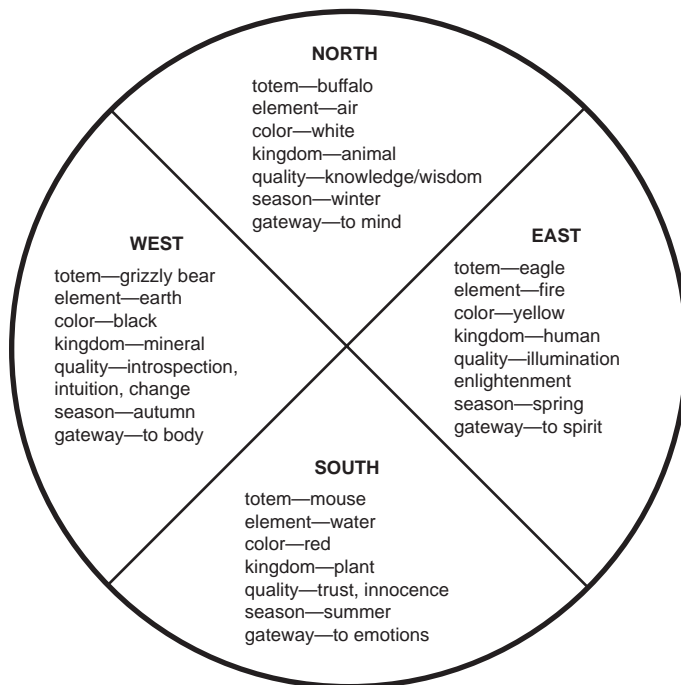 NORTH
totem—buffalo
element—air
color—white
kingdom—animal
quality—knowledge/wisdom
season—winter
gateway—to mind
WEST
totem—grizzly bear
element—earth
color—black
kingdom—mineral
quality—introspection,
intuition, change
season—autumn
gateway—to body
EAST
totem—eagle
element—fire
color—yellow
kingdom—human
quality—illumination
enlightenment
season—spring
gateway—to spirit
SOUTH
totem—mouse
element—water
color—red
kingdom—plant
quality—trust, innocence
season—summer
gateway—to emotions